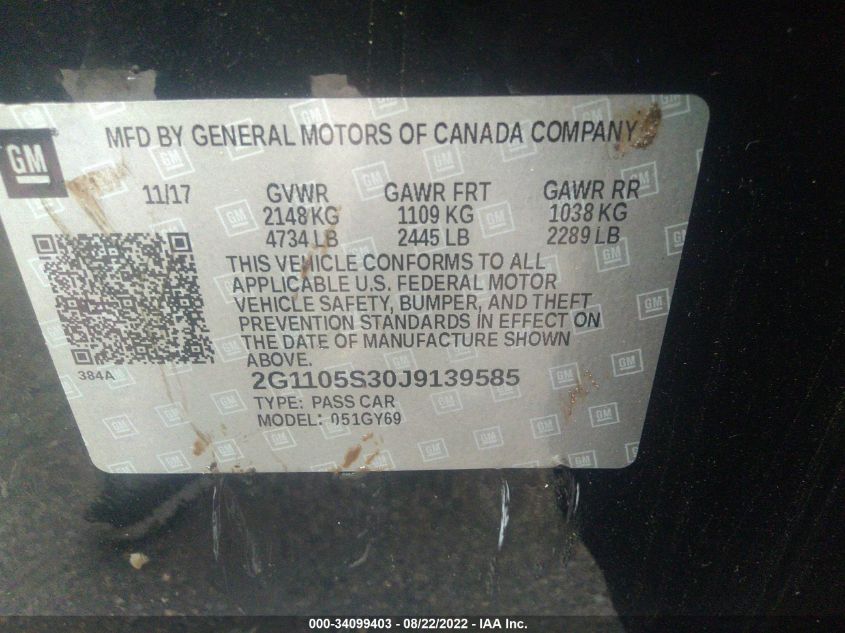 MFD BY GENERAL MOTORS OF CANADA COMPANY
GM
11/17 GVWR GAWR FRT GAWR RR
2148 KG 1109 KG 1038 KG
4734 LB 2445 LB 2289 LB
THIS VEHICLE CONFORMS TO ALL
APPLICABLE U.S. FEDERAL MOTOR
VEHICLE SAFETY, BUMPER, AND THEFT
PREVENTION STANDARDS IN EFFECT ON
THE DATE OF MANUFACTURE SHOWN
ABOVE.
384A
2G1105S30J9139585
TYPE: PASS CAR
MODEL: 051GY69
000-34099403 - 08/22/2022 - IAA Inc.